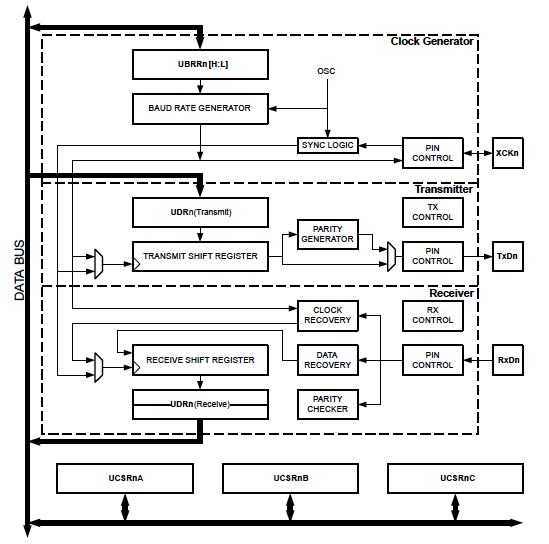 Clock Generator
UBRRn [H:L]
OSC
BAUD RATE GENERATOR
SYNC LOGIC
PIN
CONTROL
XCKn
Transmitter
UDRn (Transmit)
TX
CONTROL
PARITY
GENERATOR
TRANSMIT SHIFT REGISTER
PIN
CONTROL
TxDn
DATA BUS
Receiver
CLOCK
RECOVERY
RX
CONTROL
RECEIVE SHIFT REGISTER
DATA
RECOVERY
PIN
CONTROL
RxDn
UDRn (Receive)
PARITY
CHECKER
UCSRnA
UCSRnB
UCSRnC